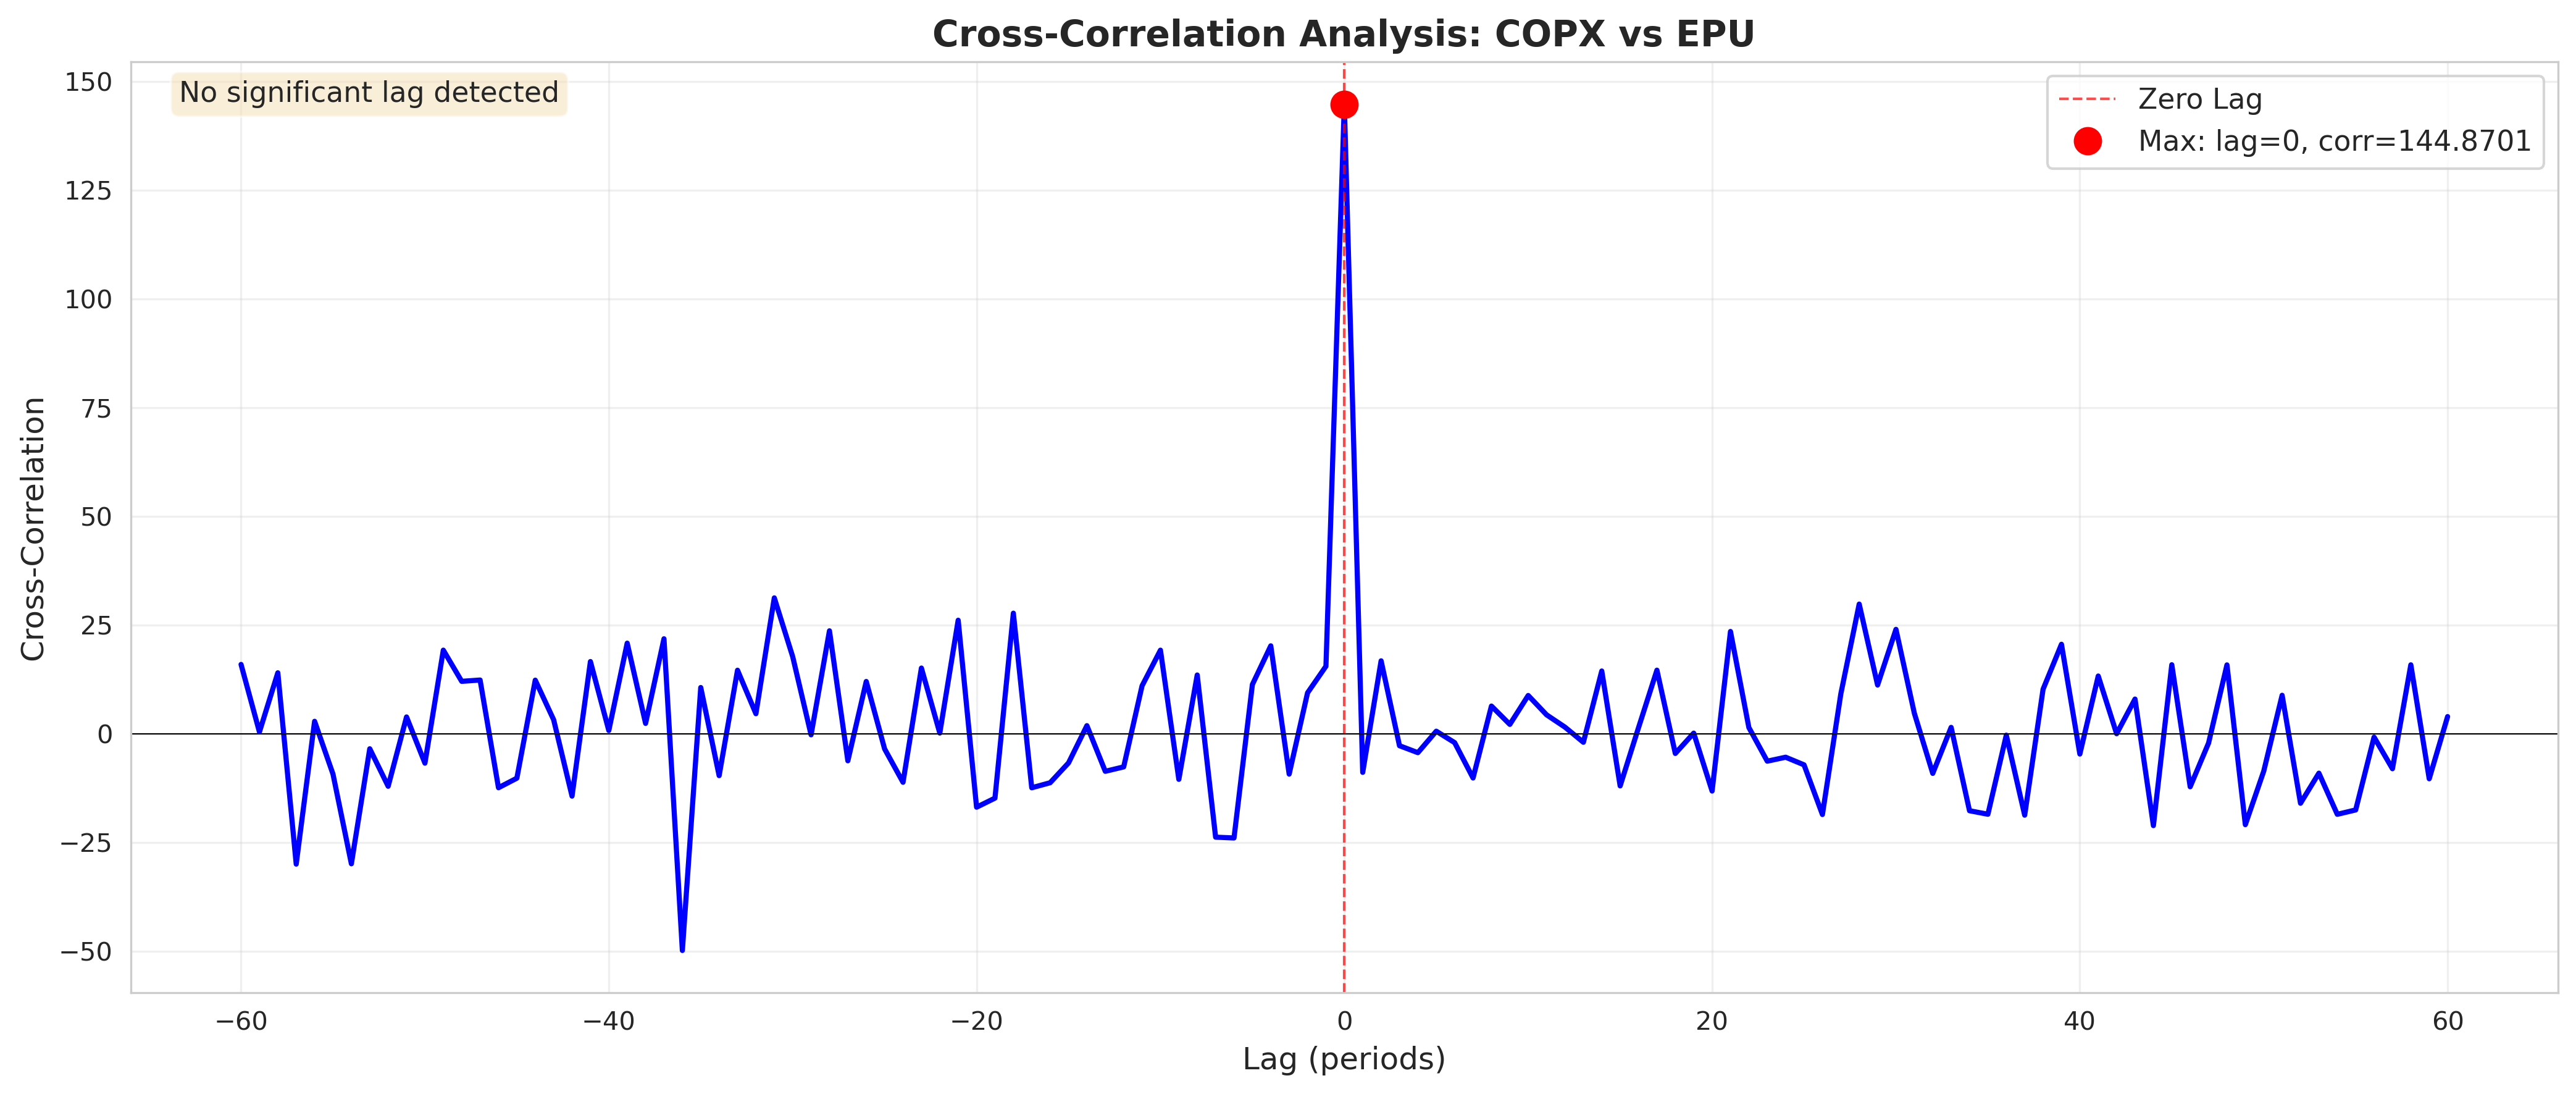 Cross-Correlation Analysis: COPX vs EPU
No significant lag detected
Zero Lag
Max: lag=0, corr=144.8701
Cross-Correlation
150
125
100
75
50
25
0
−25
−50
−60
−40
−20
0
20
40
60
Lag (periods)